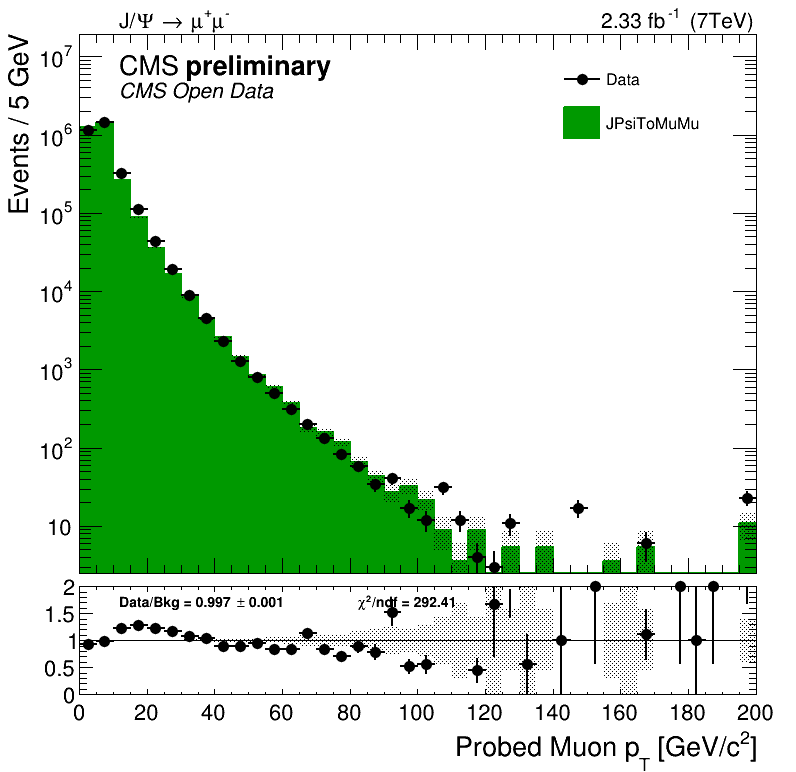 J/Ψ → μ⁺μ⁻
2.33 fb⁻¹ (7TeV)
CMS preliminary
CMS Open Data
Data
JPsiToMuMu
Events / 5 GeV
10⁷
10⁶
10⁵
10⁴
10³
10²
10
Data/Bkg = 0.997 ± 0.001
χ²/ndf = 292.41
2
1.5
1
0.5
0
0 20 40 60 80 100 120 140 160 180 200
Probed Muon p_T [GeV/c²]